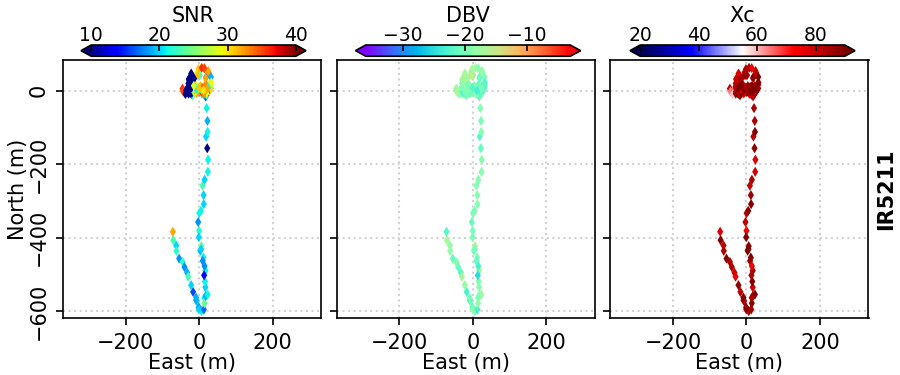 SNR DBV Xc
10 20 30 40 −30 −20 −10 20 40 60 80
0
−200
−400
−600
North (m)
IR5211
−200 0 200 −200 0 200 −200 0 200
East (m) East (m) East (m)